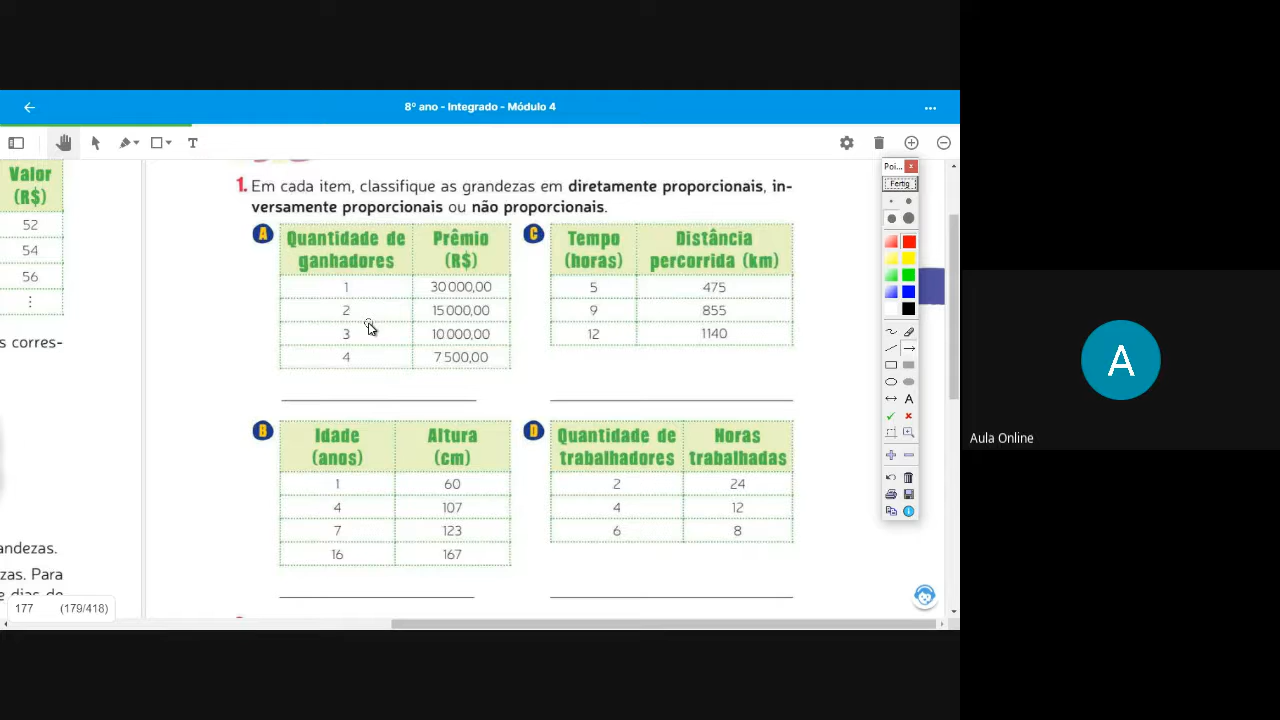 8º ano - Integrado - Módulo 4
T
Valor
(R$)
52
54
56
⋮
s corres-
andezas.
zas. Para
177 (179/418)
1. Em cada item, classifique as grandezas em diretamente proporcionais, in-
versamente proporcionais ou não proporcionais.
A
Quantidade de Prêmio
ganhadores (R$)
1 30 000,00
2 15 000,00
3 10 000,00
4 7 500,00
B
Idade Altura
(anos) (cm)
1 60
4 107
7 123
16 167
C
Tempo Distância
(horas) percorrida (km)
5 475
9 855
12 1140
D
Quantidade de Horas
trabalhadores trabalhadas
2 24
4 12
6 8
Poi... x
Fertig
A
A
Aula Online